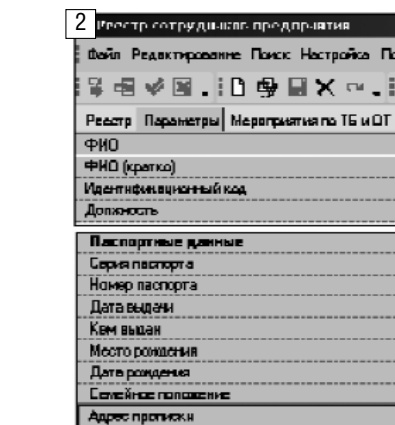 2
Реестр сотрудников предприятия
Файл Редактирование Поиск Настройка По
Реестр Параметры Мероприятия по ТБ и ОТ
ФИО
ФИО (кратко)
Идентификационный код
Должность
Паспортные данные
Серия паспорта
Номер паспорта
Дата выдачи
Кем выдан
Место рождения
Дата рождения
Семейное положение
Адрес прописки